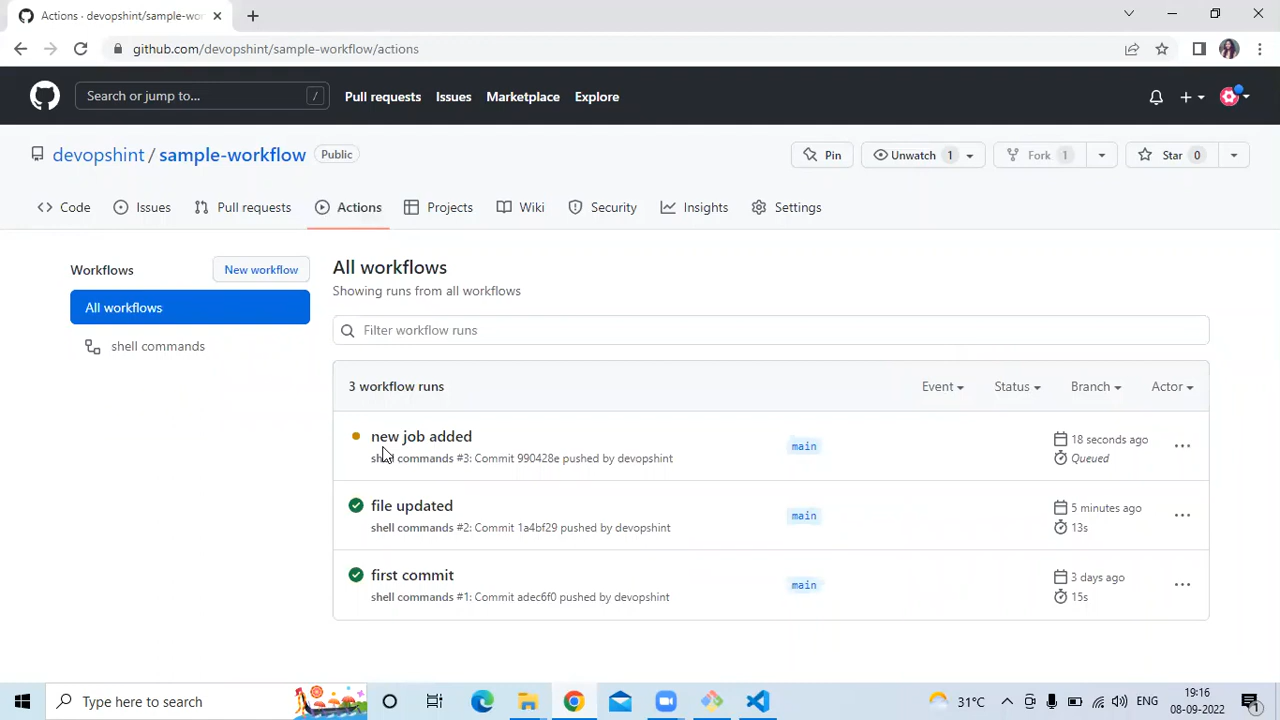 Actions · devopshint/sample-wo
github.com/devopshint/sample-workflow/actions
Search or jump to... /
Pull requests Issues Marketplace Explore
devopshint / sample-workflow Public
Pin Unwatch 1 Fork 1 Star 0
Code Issues Pull requests Actions Projects Wiki Security Insights Settings
Workflows New workflow
All workflows
shell commands
All workflows
Showing runs from all workflows
Filter workflow runs
3 workflow runs Event Status Branch Actor
new job added main 18 seconds ago
shell commands #3: Commit 990428e pushed by devopshint Queued
file updated main 5 minutes ago
shell commands #2: Commit 1a4bf29 pushed by devopshint 13s
first commit main 3 days ago
shell commands #1: Commit adec6f0 pushed by devopshint 15s
Type here to search 31°C ENG 19:16
08-09-2022
1